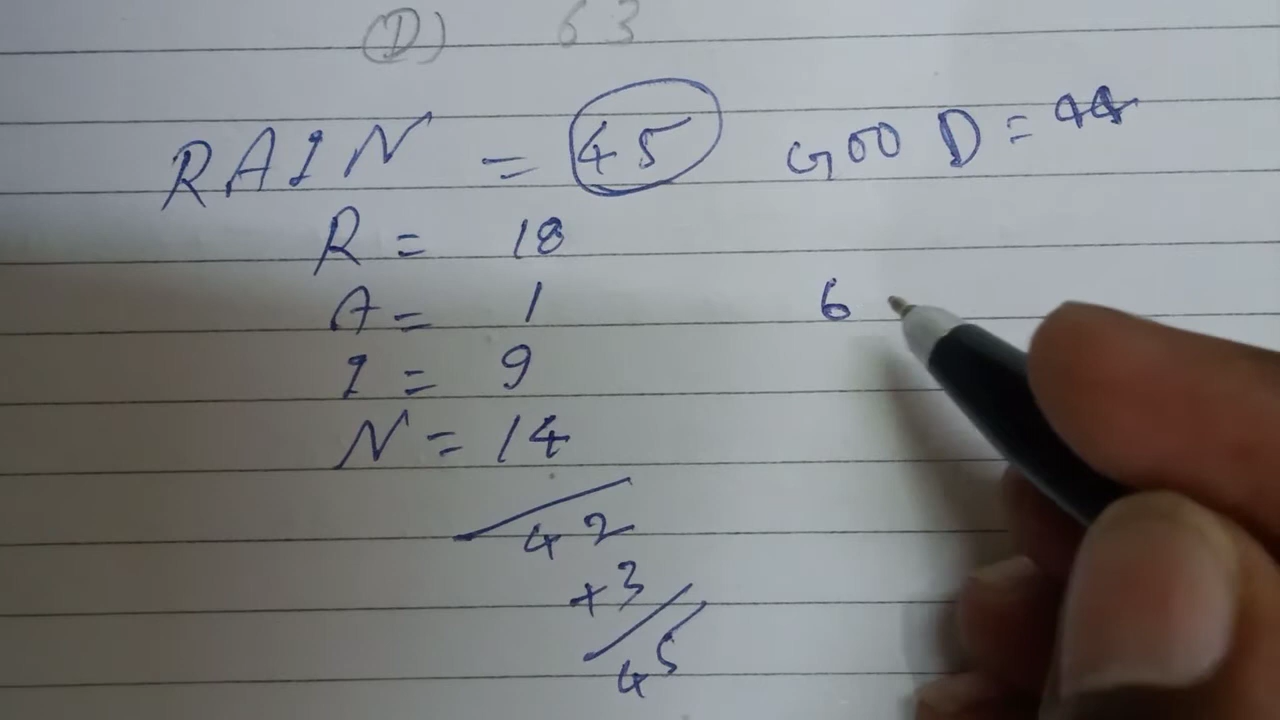 (D) 63
RAIN = 45 GOOD = 44
R = 18
A = 1 6
I = 9
N = 14
42
+3
45